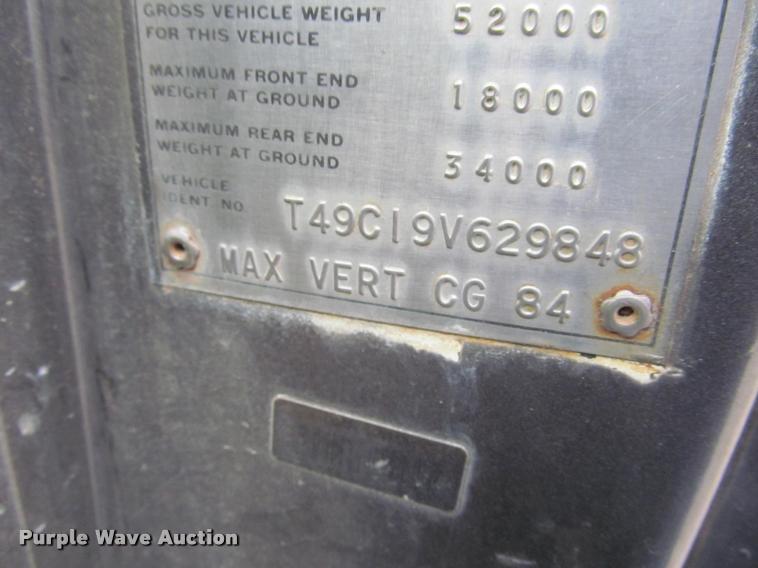 GROSS VEHICLE WEIGHT 52000
FOR THIS VEHICLE
MAXIMUM FRONT END
WEIGHT AT GROUND 18000
MAXIMUM REAR END
WEIGHT AT GROUND 34000
VEHICLE
IDENT NO. T49C19V629848
MAX VERT CG 84
Purple Wave Auction